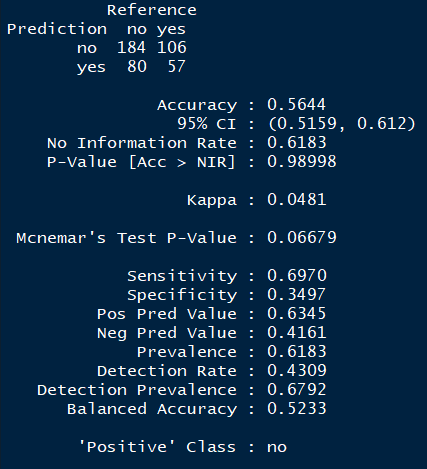 Reference
Prediction no yes
no 184 106
yes 80 57
Accuracy : 0.5644
95% CI : (0.5159, 0.612)
No Information Rate : 0.6183
P-Value [Acc > NIR] : 0.98998
Kappa : 0.0481
Mcnemar's Test P-Value : 0.06679
Sensitivity : 0.6970
Specificity : 0.3497
Pos Pred Value : 0.6345
Neg Pred Value : 0.4161
Prevalence : 0.6183
Detection Rate : 0.4309
Detection Prevalence : 0.6792
Balanced Accuracy : 0.5233
'Positive' Class : no